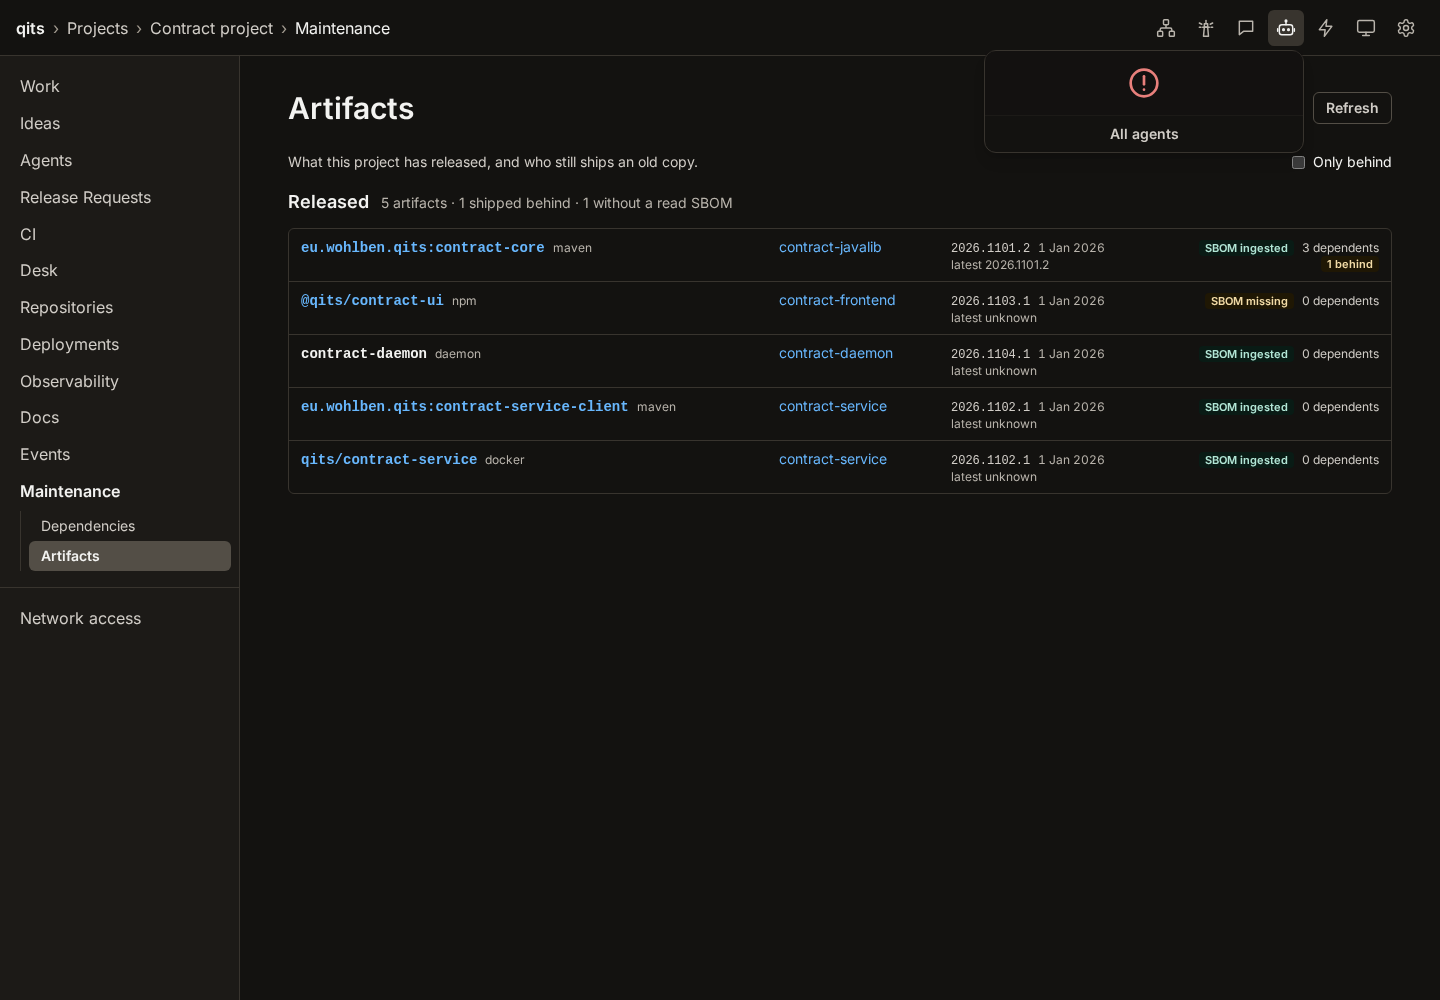 qits › Projects › Contract project › Maintenance
Work
Ideas
Agents
Release Requests
CI
Desk
Repositories
Deployments
Observability
Docs
Events
Maintenance
Dependencies
Artifacts
Network access
All agents
Artifacts
Refresh
What this project has released, and who still ships an old copy.
Only behind
Released 5 artifacts · 1 shipped behind · 1 without a read SBOM
eu.wohlben.qits:contract-core maven contract-javalib 2026.1101.2 1 Jan 2026 SBOM ingested 3 dependents
latest 2026.1101.2 1 behind
@qits/contract-ui npm contract-frontend 2026.1103.1 1 Jan 2026 SBOM missing 0 dependents
latest unknown
contract-daemon daemon contract-daemon 2026.1104.1 1 Jan 2026 SBOM ingested 0 dependents
latest unknown
eu.wohlben.qits:contract-service-client maven contract-service 2026.1102.1 1 Jan 2026 SBOM ingested 0 dependents
latest unknown
qits/contract-service docker contract-service 2026.1102.1 1 Jan 2026 SBOM ingested 0 dependents
latest unknown